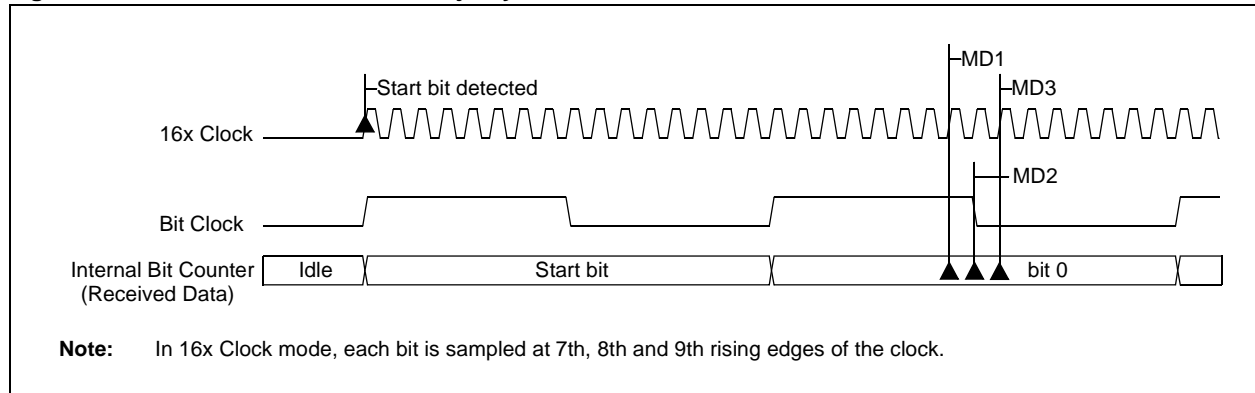 MD1
Start bit detected
MD3
16x Clock
MD2
Bit Clock
Internal Bit Counter
(Received Data)
Idle
Start bit
bit 0
Note: In 16x Clock mode, each bit is sampled at 7th, 8th and 9th rising edges of the clock.